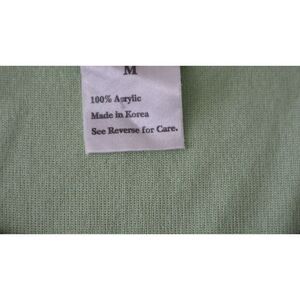 M
100% Acrylic
Made in Korea
See Reverse for Care.